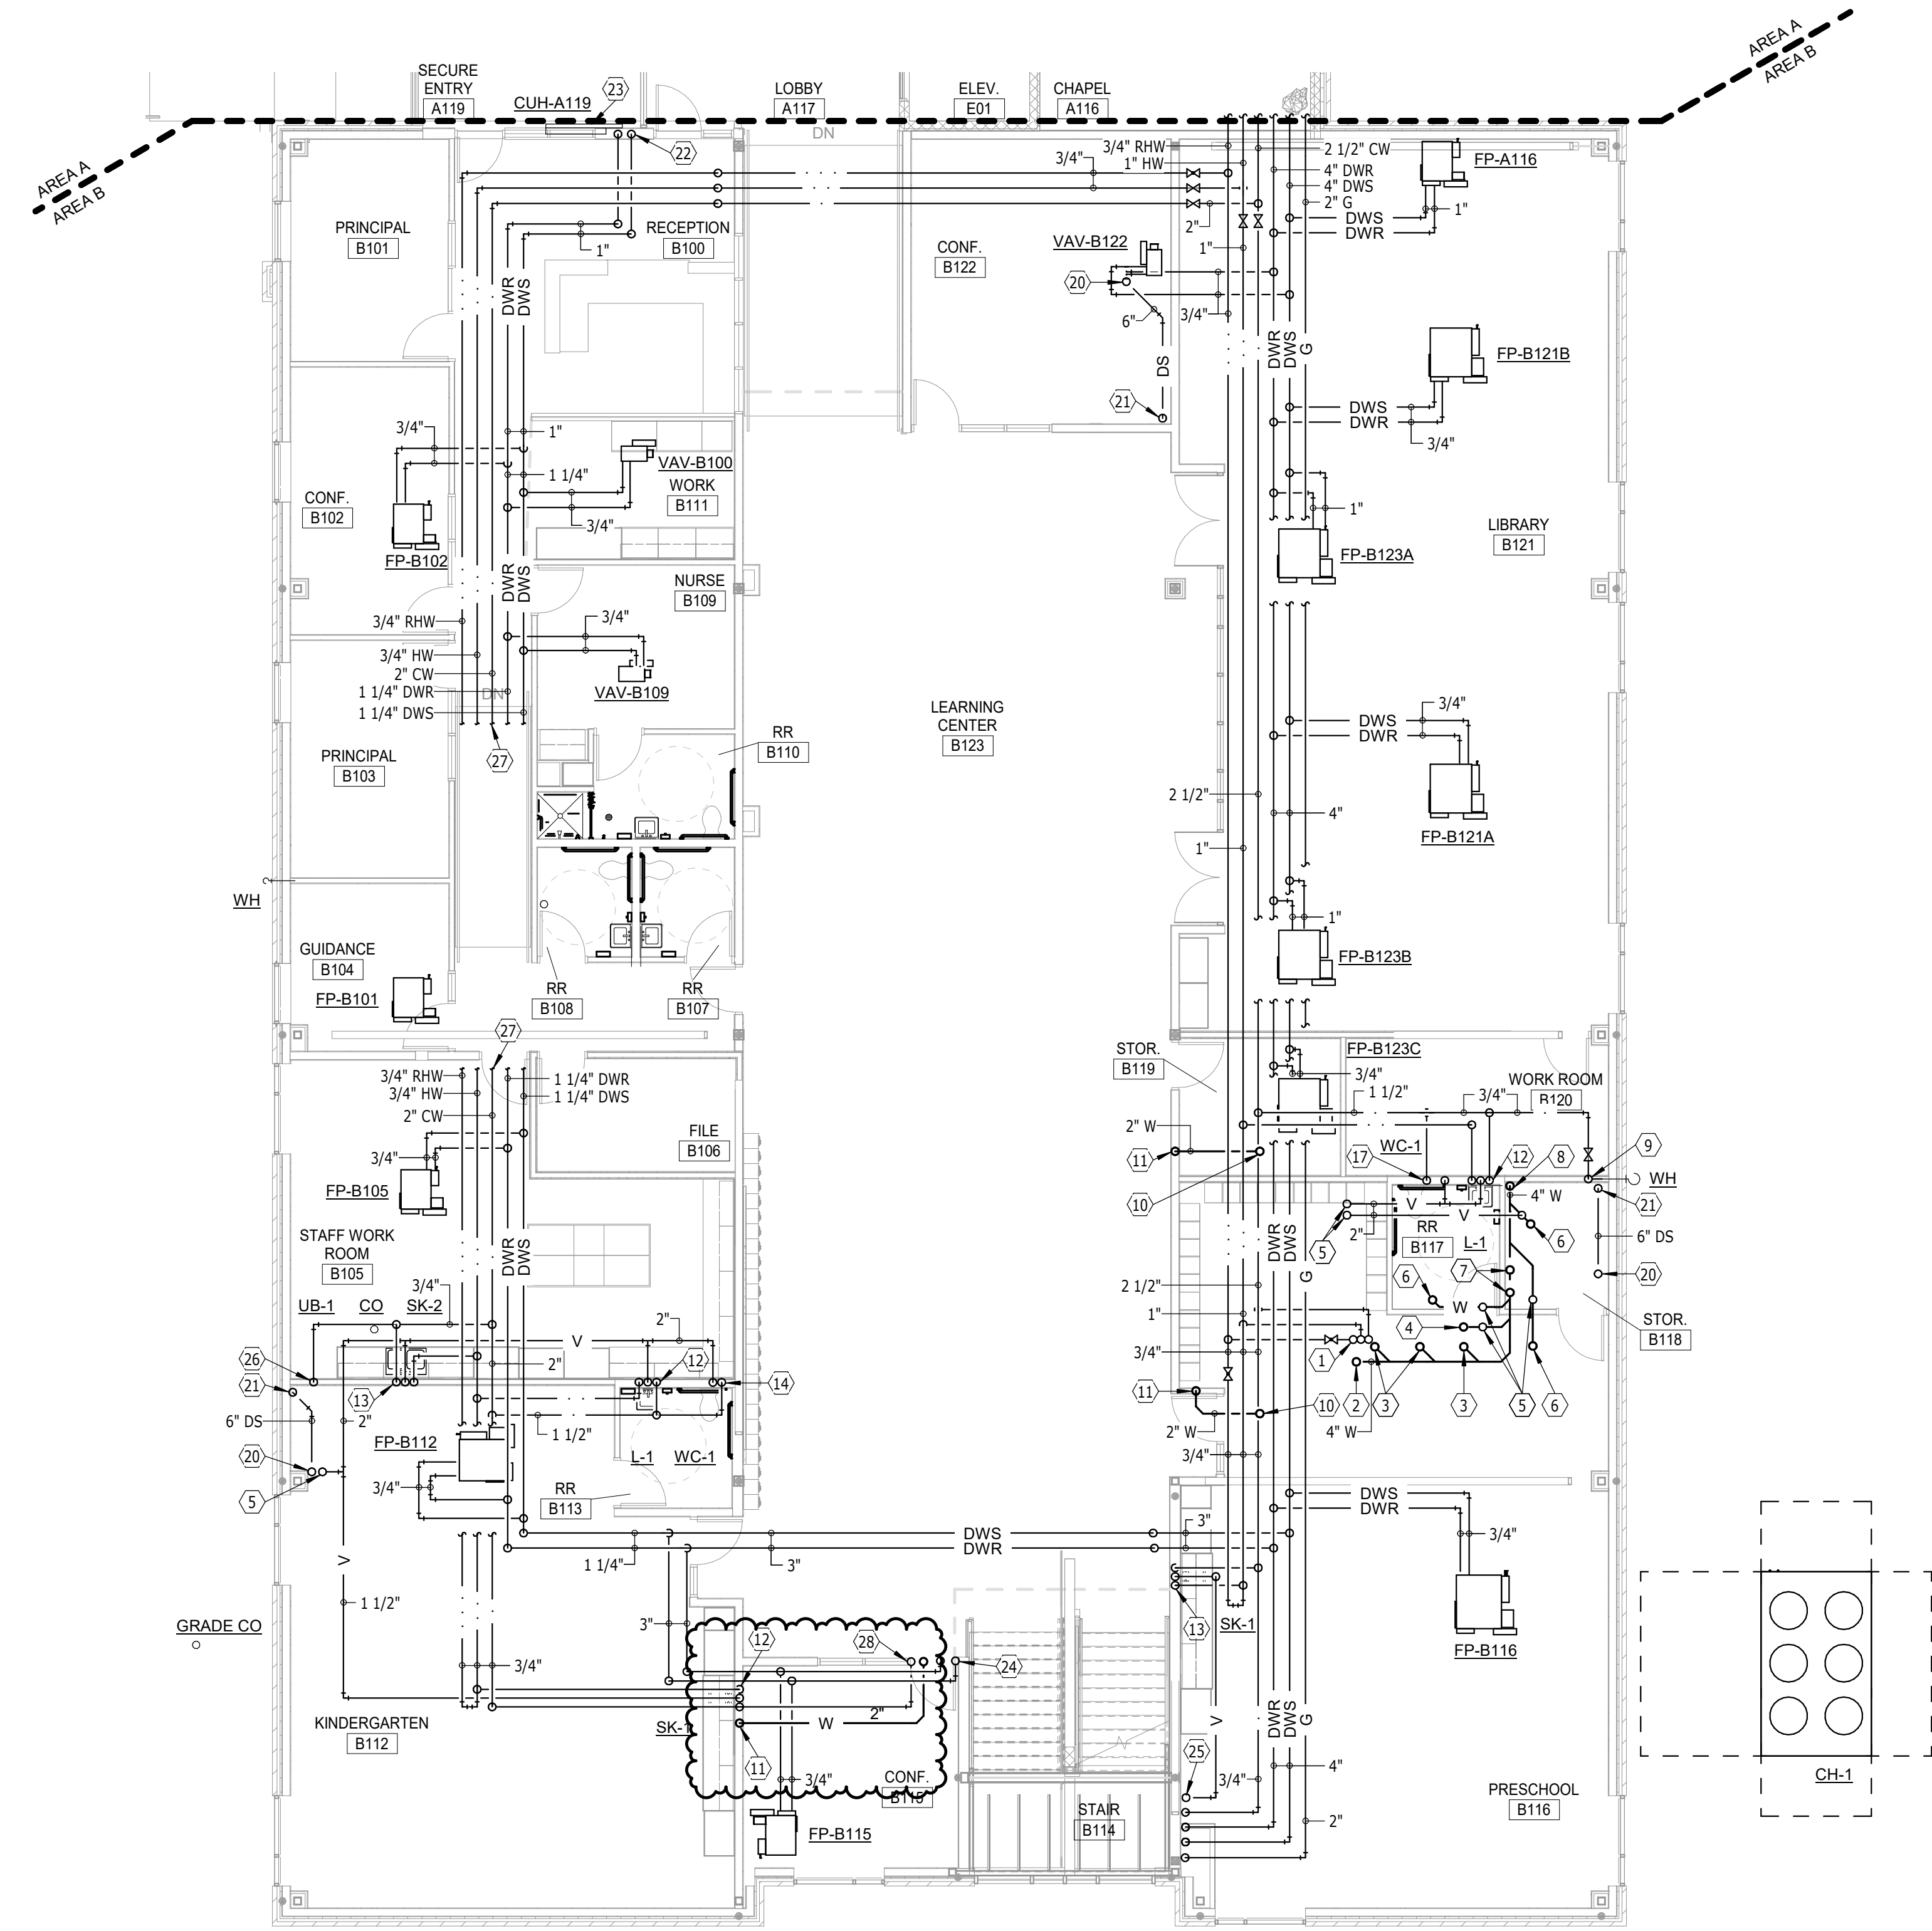 AREA A
AREA B
AREA A
AREA B
SECURE
ENTRY
A119
CUH-A119
23
LOBBY
A117
ELEV.
E01
CHAPEL
A116
DN
22
3/4"
3/4" RHW
1" HW
2 1/2" CW
4" DWR
4" DWS
2" G
FP-A116
DWS
DWR
1"
PRINCIPAL
B101
RECEPTION
B100
1"
DWR
DWS
CONF.
B122
VAV-B122
2"
1"
20
6"
3/4"
DS
21
DWR
DWS
G
FP-B121B
DWS
DWR
3/4"
3/4"
1"
1 1/4"
VAV-B100
WORK
B111
3/4"
CONF.
B102
FP-B102
DWR
DWS
1"
FP-B123A
LIBRARY
B121
NURSE
B109
3/4"
VAV-B109
3/4" RHW
3/4" HW
2" CW
1 1/4" DWR
1 1/4" DWS
DN
27
PRINCIPAL
B103
RR
B110
LEARNING
CENTER
B123
3/4"
DWS
DWR
FP-B121A
2 1/2"
4"
1"
WH
GUIDANCE
B104
FP-B101
RR
B108
RR
B107
1"
FP-B123B
27
3/4" RHW
3/4" HW
2" CW
1 1/4" DWR
1 1/4" DWS
FILE
B106
3/4"
FP-B105
STAFF WORK
ROOM
B105
DWR
DWS
3/4"
UB-1
CO
SK-2
V
2"
2"
26
21
13
12
14
6" DS
2"
20
5
FP-B112
3/4"
1 1/2"
L-1
WC-1
RR
B113
STOR.
B119
2" W
11
10
FP-B123C
3/4"
1 1/2"
3/4"
WORK ROOM
B120
WC-1
17
12
8
9
WH
4" W
21
V
V
2"
5
RR
B117
L-1
6
6" DS
20
DWR
DWS
G
6
7
W
4
2 1/2"
1"
3/4"
1
2
3
3
5
6
STOR.
B118
11
2" W
10
4" W
3/4"
DWS
DWR
3/4"
FP-B116
DWS
DWR
1 1/4"
3"
3"
V
1 1/2"
GRADE CO
3"
3/4"
12
28
24
13
SK-1
KINDERGARTEN
B112
SK-1
W
2"
11
3/4"
CONF.
B115
FP-B115
STAIR
B114
V
DWR
DWS
G
25
3/4"
4"
2"
PRESCHOOL
B116
CH-1